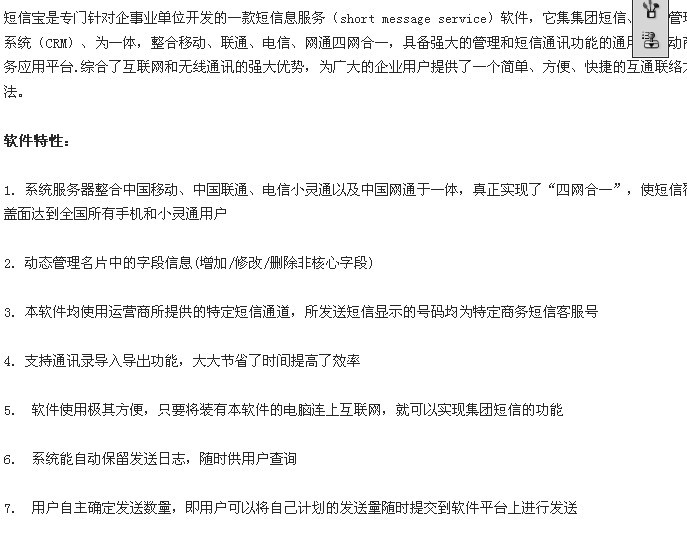 短信宝是专门针对企事业单位开发的一款短信息服务（short message service）软件，它集集团短信、管理
系统（CRM）、为一体，整合移动、联通、电信、网通四网合一，具备强大的管理和短信通讯功能的通用动商
务应用平台.综合了互联网和无线通讯的强大优势，为广大的企业用户提供了一个简单、方便、快捷的互通联络方
法。
软件特性：
1. 系统服务器整合中国移动、中国联通、电信小灵通以及中国网通于一体，真正实现了“四网合一”，使短信覆
盖面达到全国所有手机和小灵通用户
2. 动态管理名片中的字段信息(增加/修改/删除非核心字段)
3. 本软件均使用运营商所提供的特定短信通道，所发送短信显示的号码均为特定商务短信客服号
4. 支持通讯录导入导出功能，大大节省了时间提高了效率
5. 软件使用极其方便，只要将装有本软件的电脑连上互联网，就可以实现集团短信的功能
6. 系统能自动保留发送日志，随时供用户查询
7. 用户自主确定发送数量，即用户可以将自己计划的发送量随时提交到软件平台上进行发送